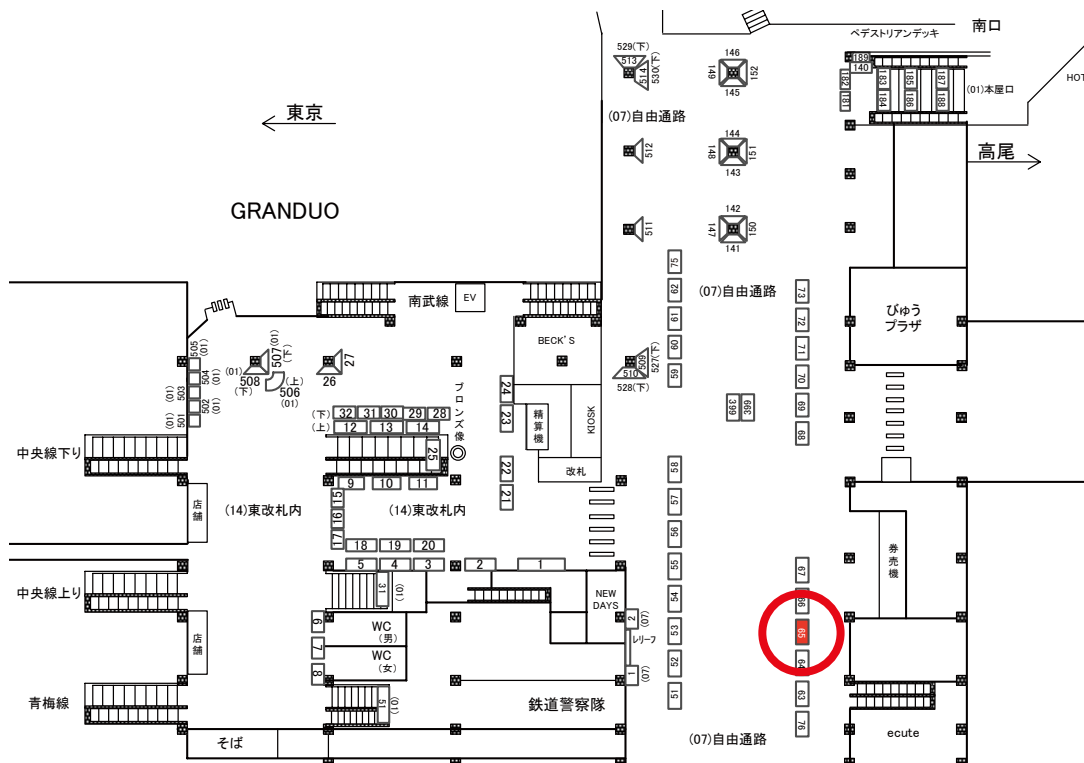 南口
ペデストリアンデッキ
529(下)
513
514
530(下)
146
149
152
145
189
140
182
181
183
184
185
186
187
188
(01)本屋口
HOT
東京
(07)自由通路
高尾
512
144
148
151
143
GRANDUO
511
142
147
150
141
75
62
(07)自由通路
73
南武線
EV
61
72
びゅう
プラザ
BECK'S
60
71
505
(01)
504
(01)
503
(01)
502
(01)
501
(01)
(01)
508
(下)
507
(01)
(下)
(上)
506
(01)
26
27
509
527(下)
510
528(下)
59
70
24
23
ブロンズ像
精算機
KIOSK
399
399
69
68
(下)
32
31
30
29
28
(上)
12
13
14
25
中央線下り
改札
22
21
58
9
10
11
15
16
17
57
店舗
(14)東改札内
(14)東改札内
56
券売機
18
19
20
5
4
3
2
1
55
67
中央線上り
31
(01)
NEW
DAYS
54
66
店舗
6
7
8
WC
(男)
WC
(女)
2
(07)
レリーフ
1
(07)
53
65
52
64
青梅線
51
(01)
鉄道警察隊
51
63
76
そば
(07)自由通路
ecute